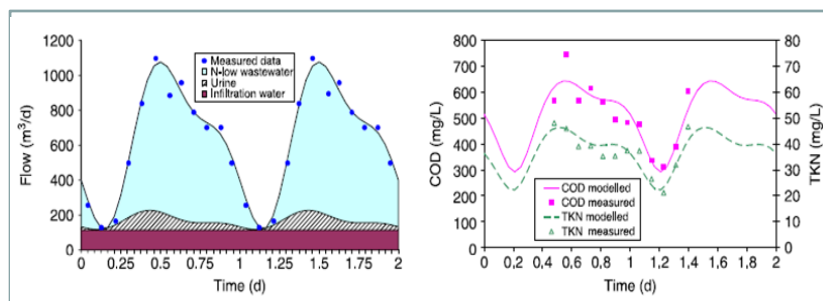 1200
1000
800
600
400
200
0
Flow (m³/d)
Measured data
N-low wastewater
Urine
Infiltration water
0 0.25 0.5 0.75 1 1.25 1.5 1.75 2
Time (d)
800
700
600
500
400
300
200
100
0
COD (mg/L)
COD modelled
COD measured
TKN modelled
TKN measured
80
70
60
50
40
30
20
10
0
TKN (mg/L)
0 0,2 0,4 0,6 0,8 1 1,2 1,4 1,6 1,8 2
Time (d)